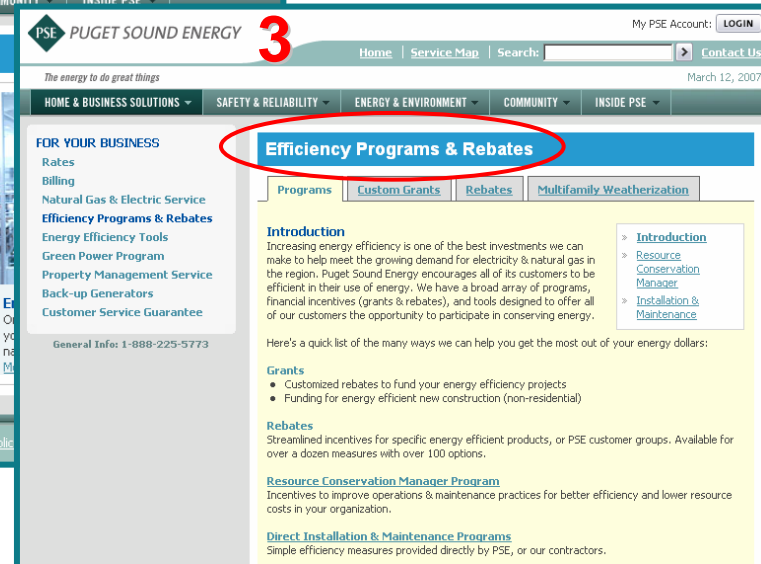 MUNITY
INSIDE PSE
PSE
PUGET SOUND ENERGY
3
My PSE Account: LOGIN
Home | Service Map | Search:
Contact Us
The energy to do great things
March 12, 2007
HOME & BUSINESS SOLUTIONS
SAFETY & RELIABILITY
ENERGY & ENVIRONMENT
COMMUNITY
INSIDE PSE
FOR YOUR BUSINESS
Rates
Billing
Natural Gas & Electric Service
Efficiency Programs & Rebates
Energy Efficiency Tools
Green Power Program
Property Management Service
Back-up Generators
Customer Service Guarantee
General Info: 1-888-225-5773
Efficiency Programs & Rebates
Programs
Custom Grants
Rebates
Multifamily Weatherization
Introduction
Increasing energy efficiency is one of the best investments we can
make to help meet the growing demand for electricity & natural gas in
the region. Puget Sound Energy encourages all of its customers to be
efficient in their use of energy. We have a broad array of programs,
financial incentives (grants & rebates), and tools designed to offer all
of our customers the opportunity to participate in conserving energy.
» Introduction
» Resource
Conservation
Manager
» Installation &
Maintenance
Here's a quick list of the many ways we can help you get the most out of your energy dollars:
Grants
• Customized rebates to fund your energy efficiency projects
• Funding for energy efficient new construction (non-residential)
Rebates
Streamlined incentives for specific energy efficient products, or PSE customer groups. Available for
over a dozen measures with over 100 options.
Resource Conservation Manager Program
Incentives to improve operations & maintenance practices for better efficiency and lower resource
costs in your organization.
Direct Installation & Maintenance Programs
Simple efficiency measures provided directly by PSE, or our contractors.